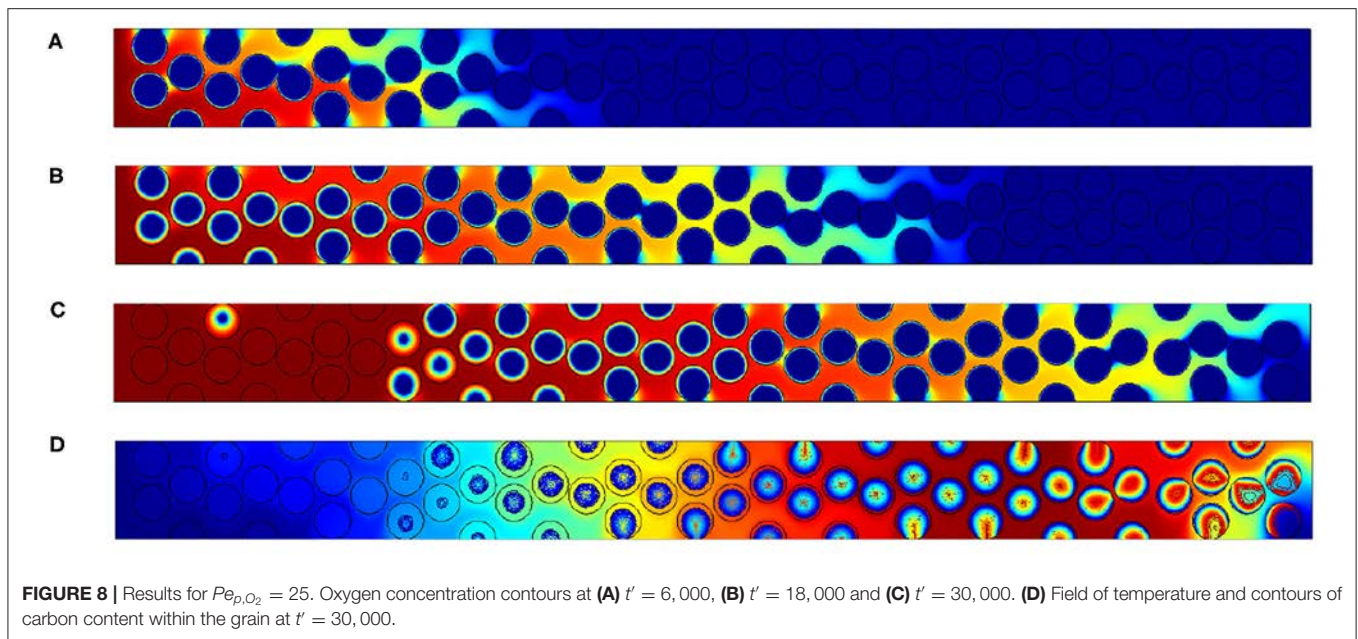 A
B
C
D
FIGURE 8 | Results for Pe_{p,O_2} = 25. Oxygen concentration contours at (A) t′ = 6, 000, (B) t′ = 18, 000 and (C) t′ = 30, 000. (D) Field of temperature and contours of
carbon content within the grain at t′ = 30, 000.